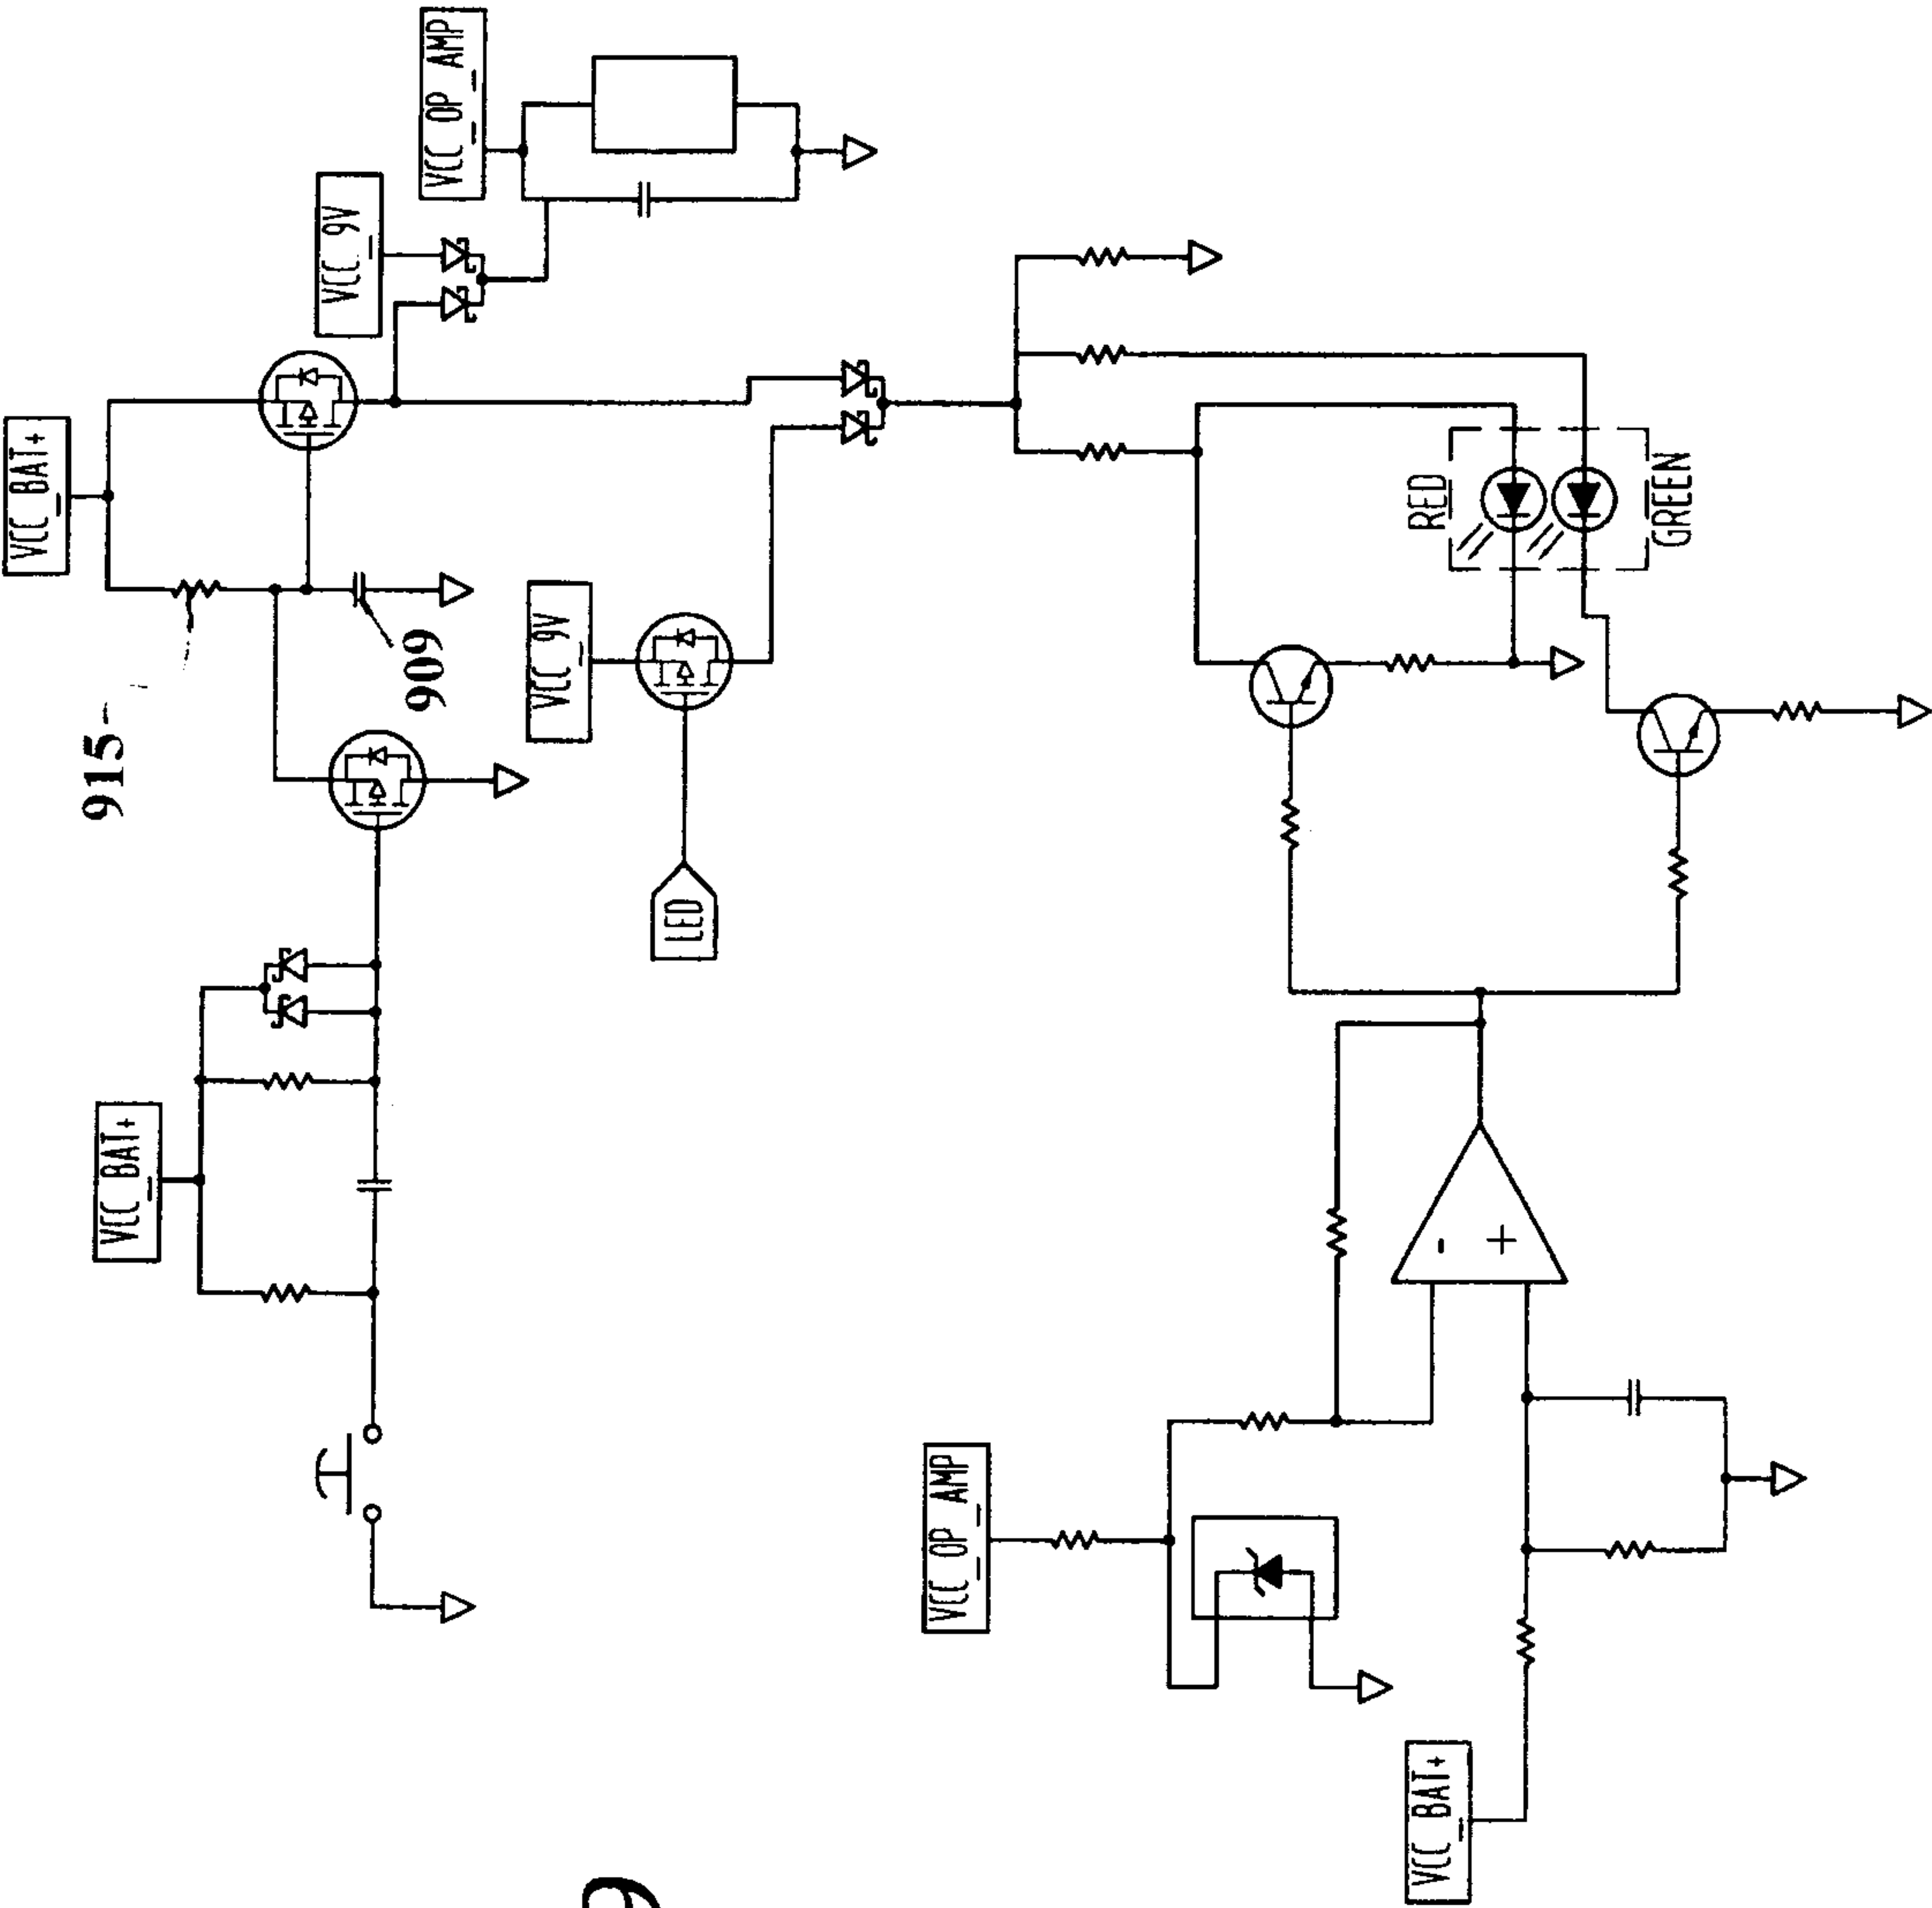 VCC_BAT+
VCC_9V
VCC_OP_AMP
915
909
VCC_BAT+
VCC_9V
LED
RED
GREEN
VCC_OP_AMP
-
+
VCC_BAT+